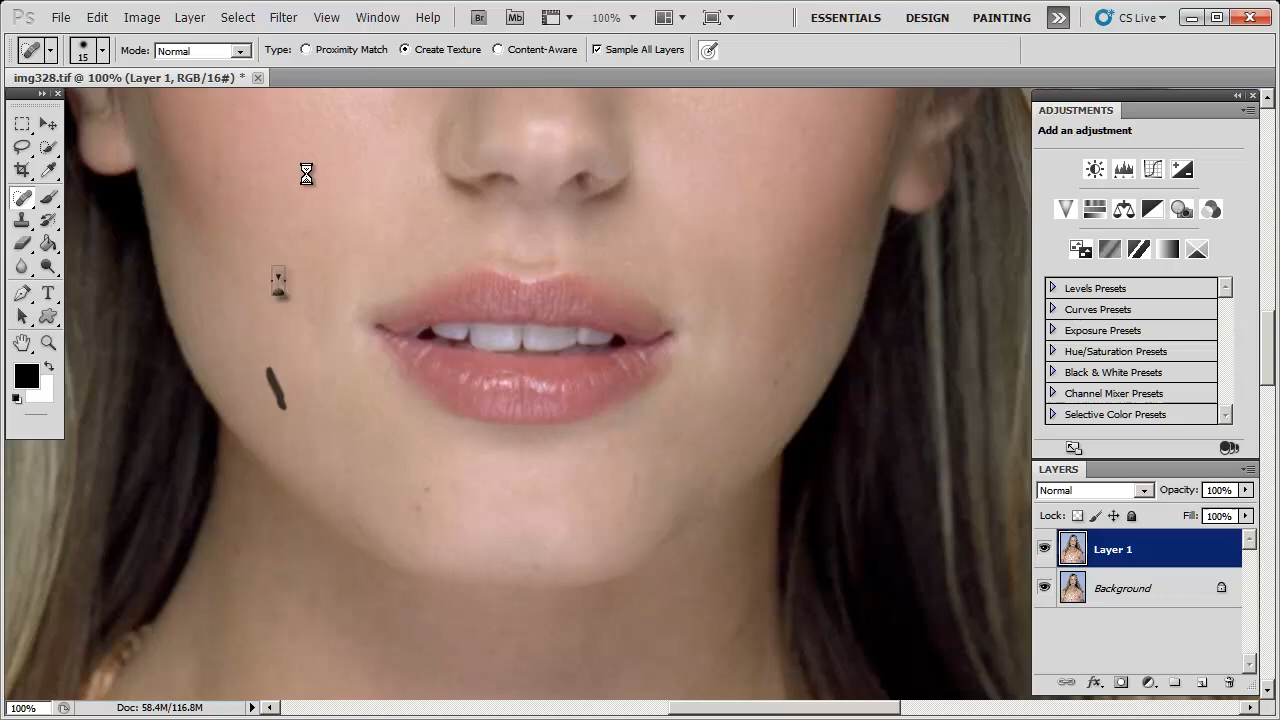 Ps File Edit Image Layer Select Filter View Window Help Br Mb 100% ESSENTIALS DESIGN PAINTING CS Live
15 Mode: Normal Type: Proximity Match Create Texture Content-Aware Sample All Layers
img328.tif @ 100% (Layer 1, RGB/16#) *
ADJUSTMENTS
Add an adjustment
Levels Presets
Curves Presets
Exposure Presets
Hue/Saturation Presets
Black & White Presets
Channel Mixer Presets
Selective Color Presets
LAYERS
Normal Opacity: 100%
Lock: Fill: 100%
Layer 1
Background
100% Doc: 58.4M/116.8M